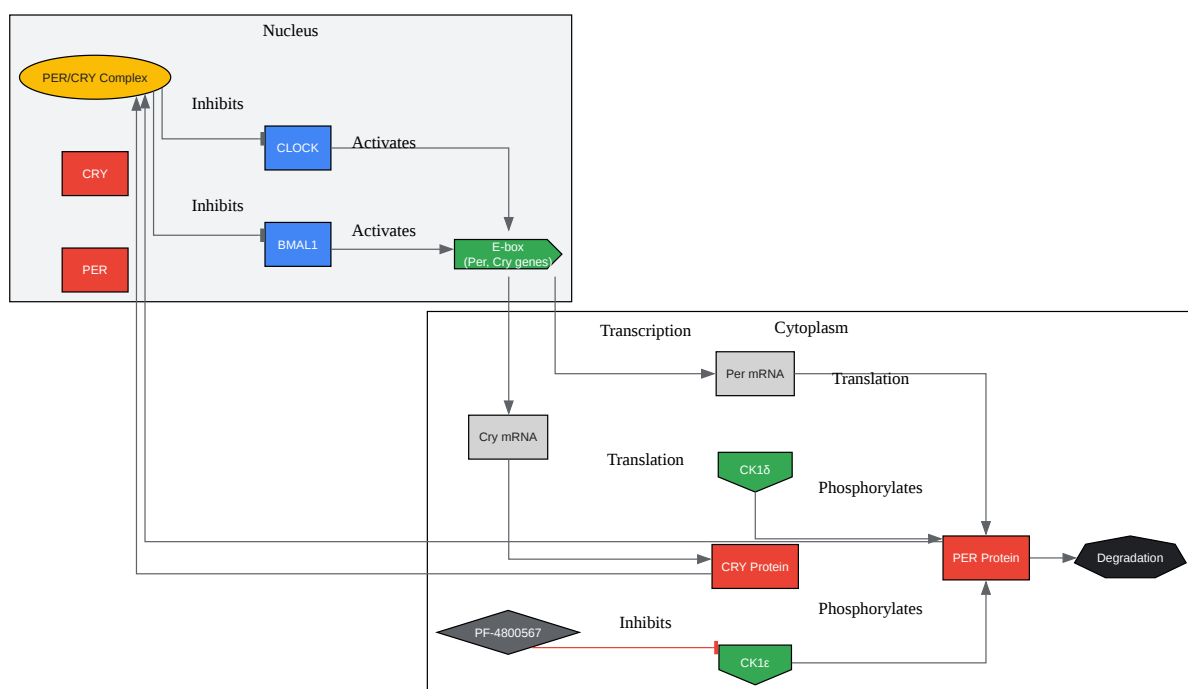 Nucleus
PER/CRY Complex
Inhibits
CLOCK
Activates
CRY
Inhibits
Activates
BMAL1
E-box
(Per, Cry genes)
PER
Transcription
Cytoplasm
Per mRNA
Translation
Cry mRNA
Translation
CK1δ
Phosphorylates
PER Protein
Degradation
CRY Protein
Phosphorylates
PF-4800567
Inhibits
CK1ε